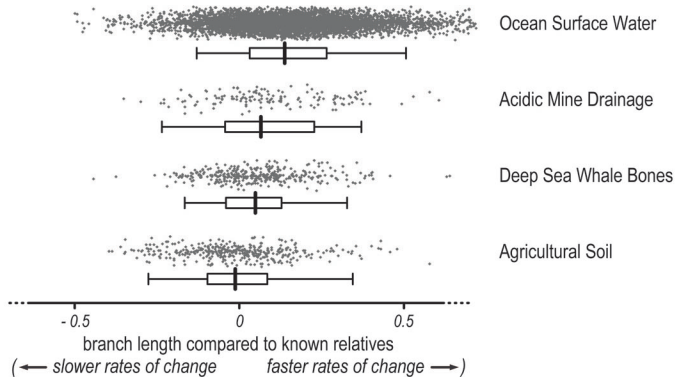 Ocean Surface Water
Acidic Mine Drainage
Deep Sea Whale Bones
Agricultural Soil
- 0.5 0 0.5
branch length compared to known relatives
(← slower rates of change faster rates of change →)